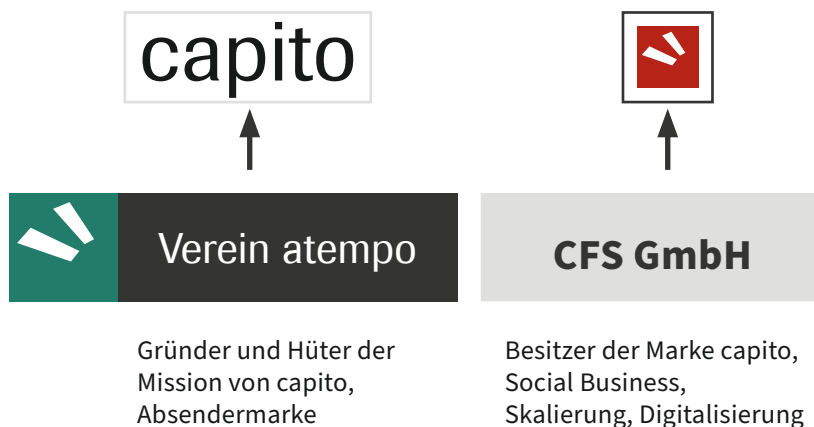 capito
Verein atempo
CFS GmbH
Gründer und Hüter der
Mission von capito,
Absendermarke
Besitzer der Marke capito,
Social Business,
Skalierung, Digitalisierung